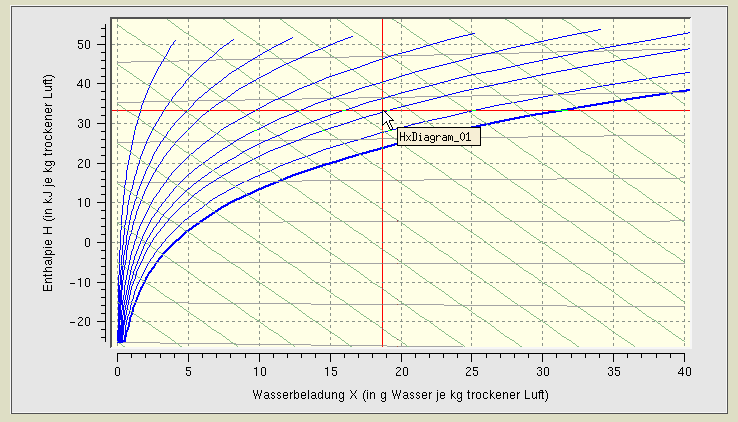 Enthalpie H (in kJ je kg trockener Luft)
50
40
30
20
10
0
-10
-20
HxDiagram_01
0 5 10 15 20 25 30 35 40
Wasserbeladung X (in g Wasser je kg trockener Luft)